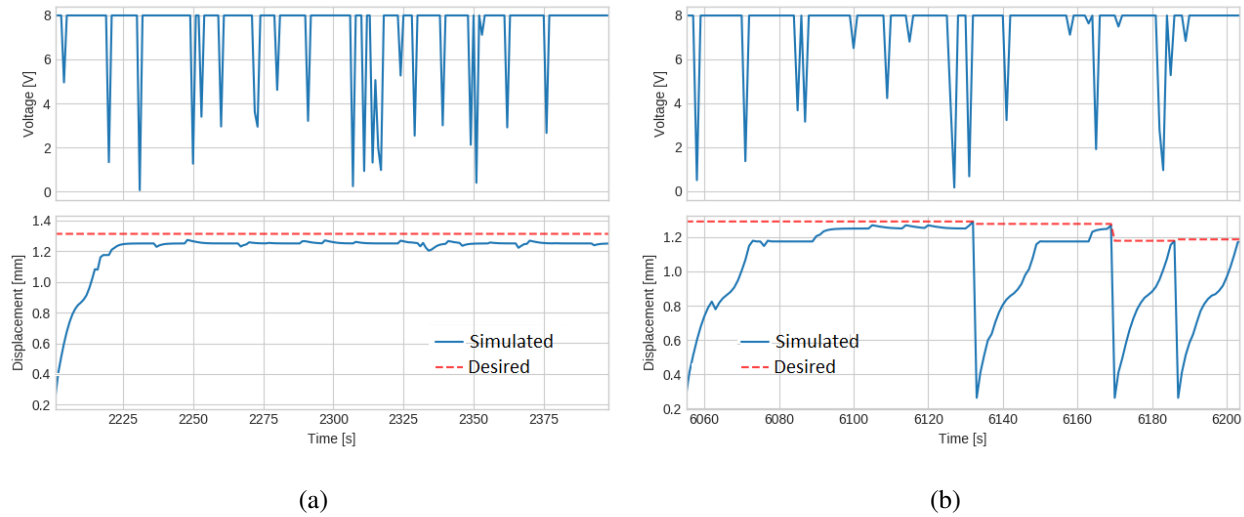 8
6
4
2
0
Voltage [V]
1.4
1.2
1.0
0.8
0.6
0.4
0.2
Displacement [mm]
Simulated
Desired
2225 2250 2275 2300 2325 2350 2375
Time [s]
(a)
8
6
4
2
0
Voltage [V]
1.2
1.0
0.8
0.6
0.4
0.2
Displacement [mm]
Simulated
Desired
6060 6080 6100 6120 6140 6160 6180 6200
Time [s]
(b)